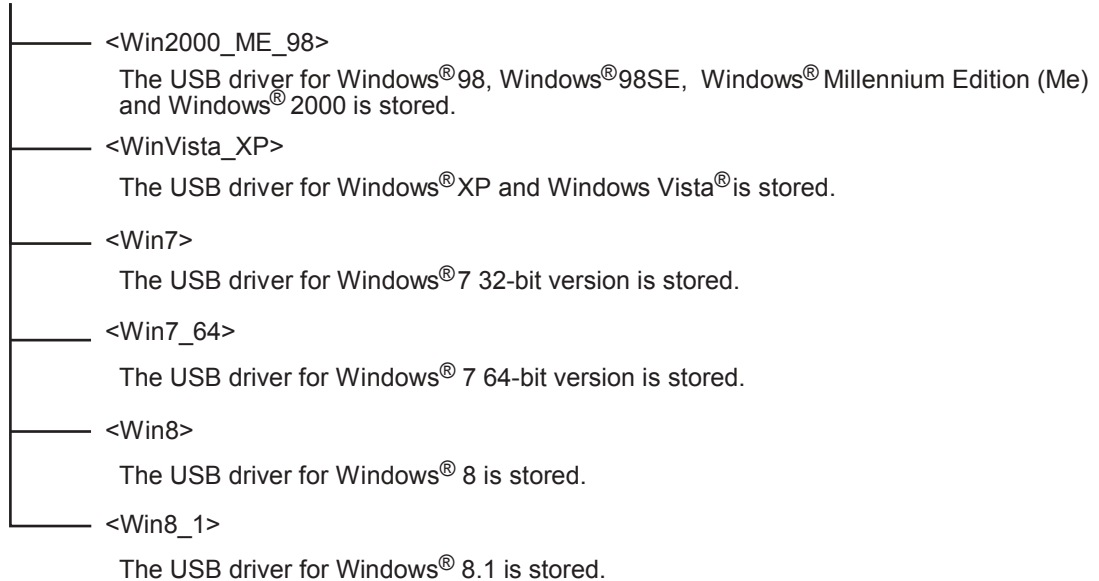 <Win2000_ME_98>
The USB driver for Windows®98, Windows®98SE, Windows® Millennium Edition (Me)
and Windows® 2000 is stored.
<WinVista_XP>
The USB driver for Windows®XP and Windows Vista® is stored.
<Win7>
The USB driver for Windows®7 32-bit version is stored.
<Win7_64>
The USB driver for Windows® 7 64-bit version is stored.
<Win8>
The USB driver for Windows® 8 is stored.
<Win8_1>
The USB driver for Windows® 8.1 is stored.